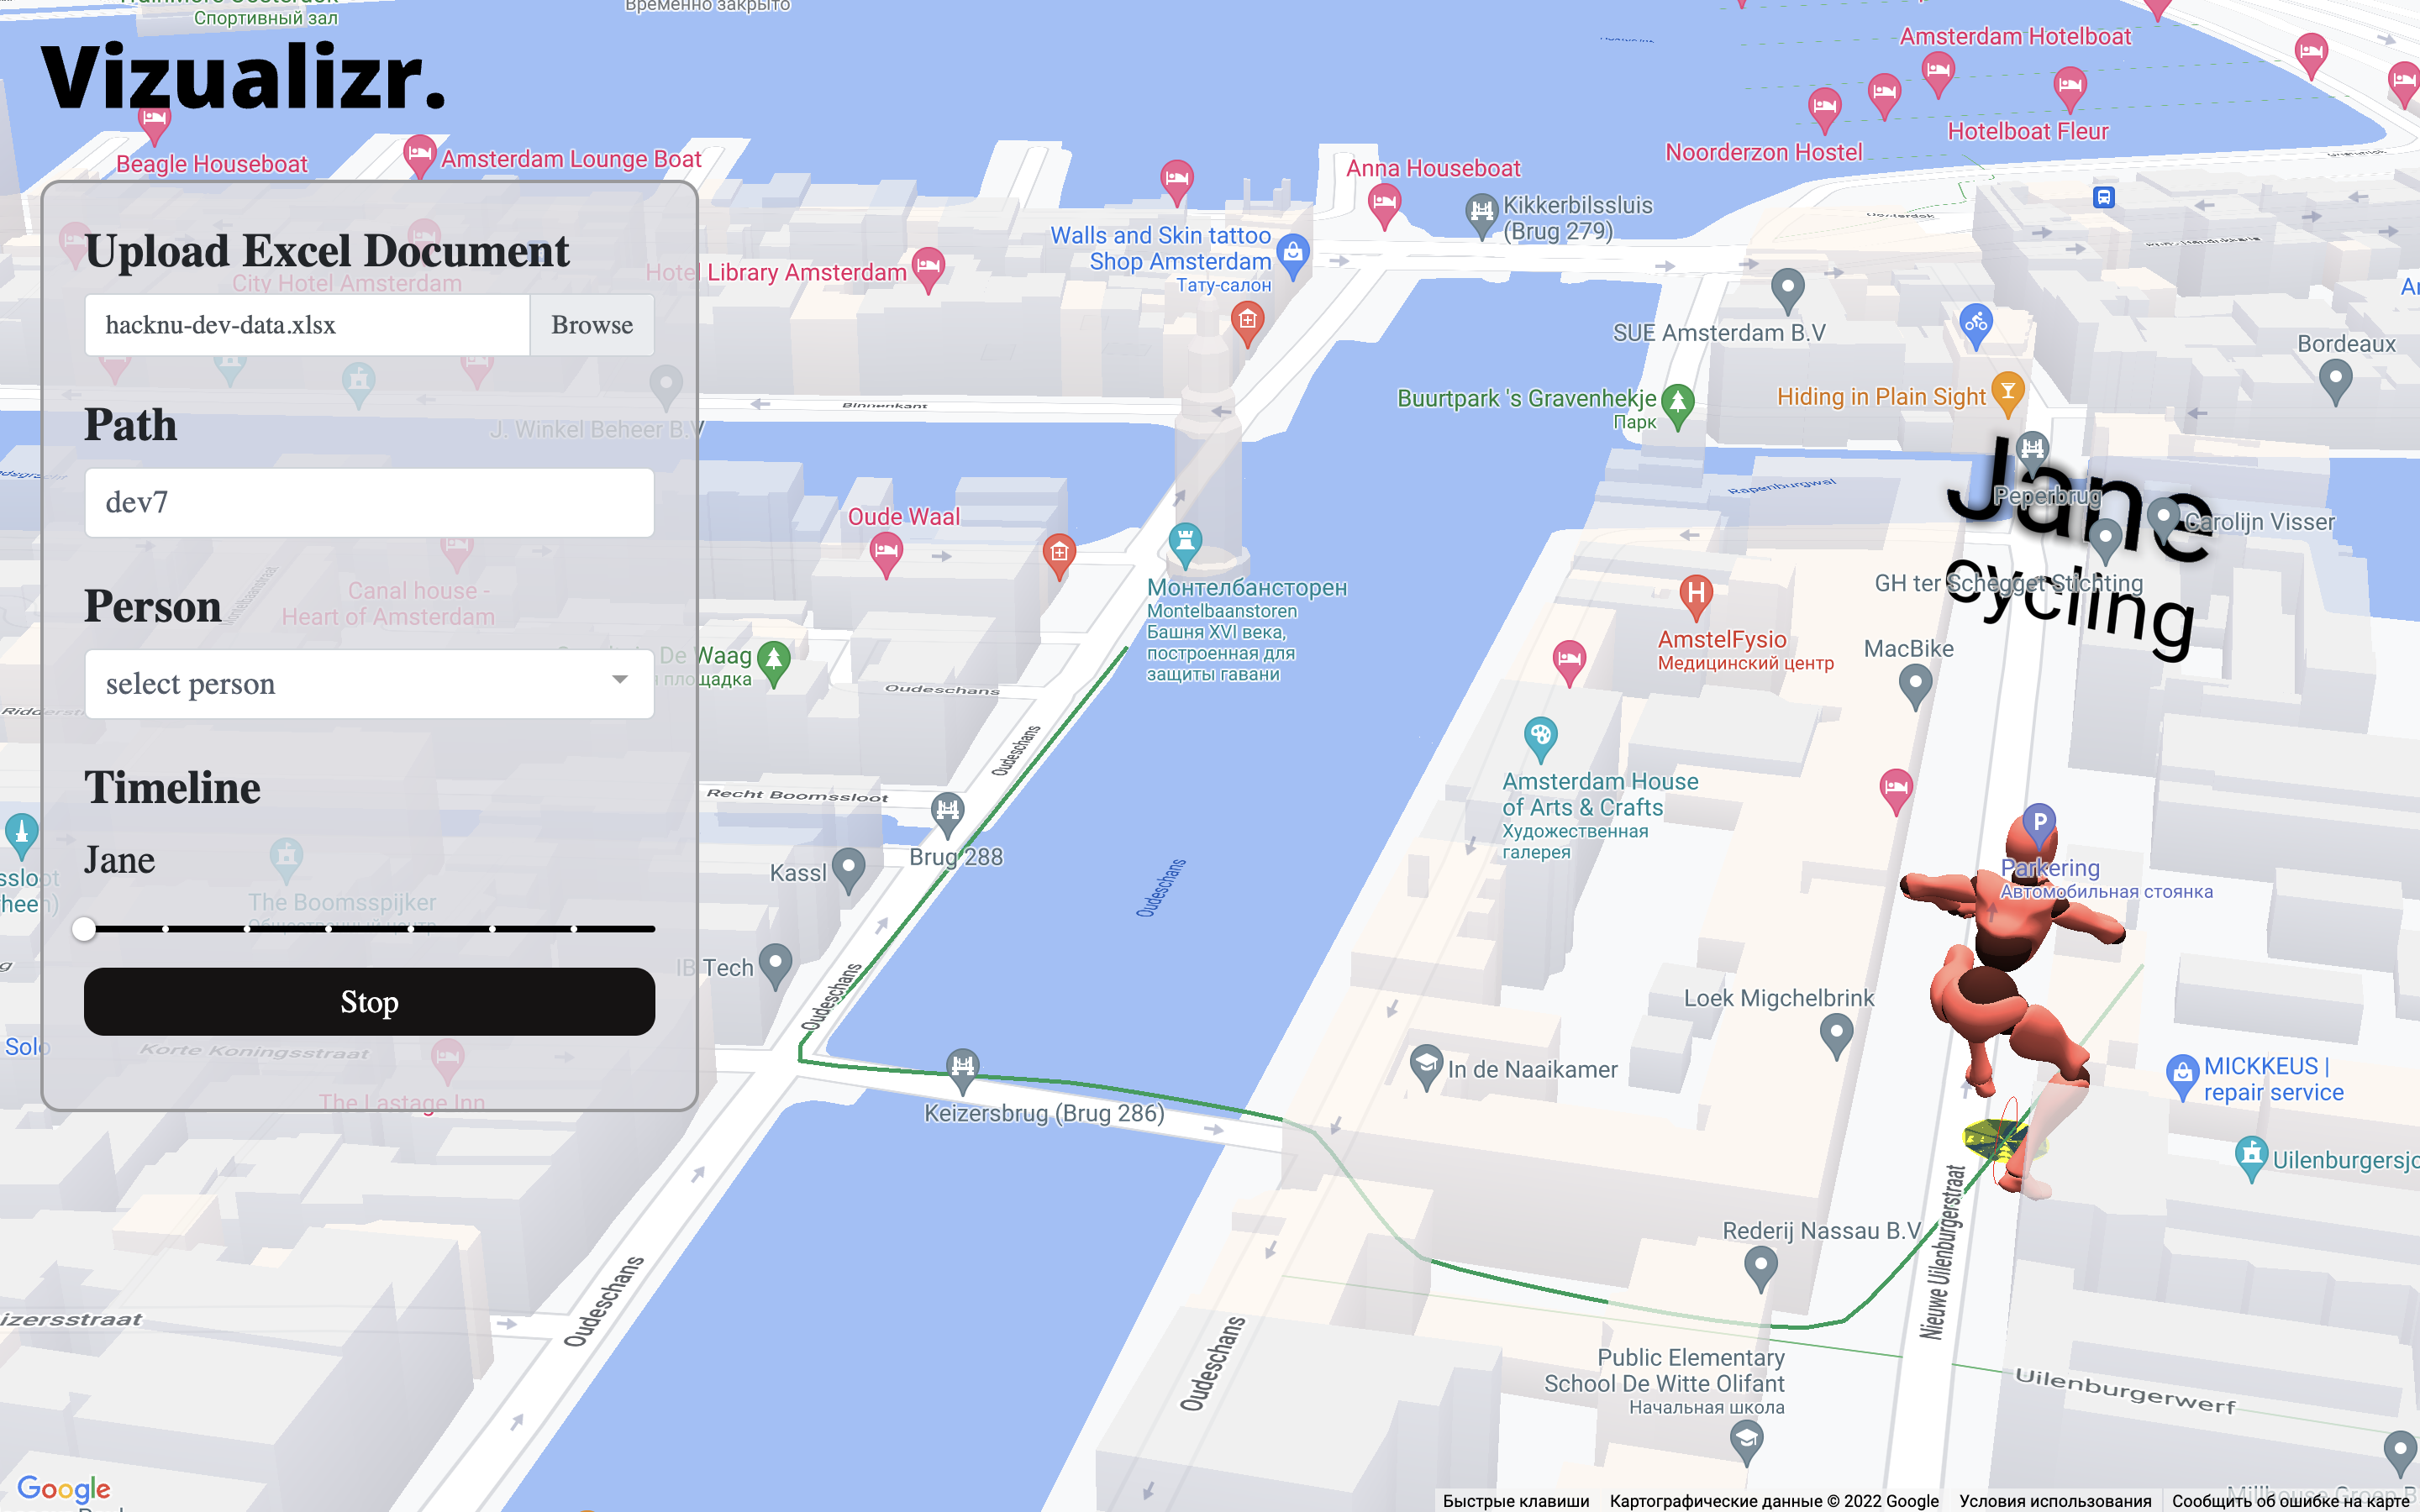 Спортивный зал
Временно закрыто
Vizualizr.
Amsterdam Hotelboat
Hotelboat Fleur
Noorderzon Hostel
Beagle Houseboat
Amsterdam Lounge Boat
Anna Houseboat
Kikkerbilssluis
(Brug 279)
Walls and Skin tattoo
Shop Amsterdam
Тату-салон
Hotel Library Amsterdam
Upload Excel Document
City Hotel Amsterdam
hacknu-dev-data.xlsx
Browse
SUE Amsterdam B.V
Bordeaux
Hiding in Plain Sight
Buurtpark 's Gravenhekje
Парк
Binnenkant
J. Winkel Beheer B.V
Path
dev7
Rapenburgwal
Jane
cycling
Peperbrug
Carolijn Visser
GH ter Schegget Stichting
Oude Waal
Монтелбансторен
Montelbaanstoren
Башня XVI века,
построенная для
защиты гавани
Canal house -
Heart of Amsterdam
Person
select person
De Waag
площадка
AmstelFysio
Медицинский центр
MacBike
Oudeschans
Oudeschans
Recht Boomssloot
Timeline
Jane
Amsterdam House
of Arts & Crafts
Художественная
галерея
Brug 288
Kassl
Oudeschans
Parkering
Автомобильная стоянка
The Boomsspijker
Общественный центр
IB Tech
Oudeschans
Stop
Loek Migchelbrink
Solo
Korte Koningsstraat
The Lastage Inn
In de Naaikamer
Keizersbrug (Brug 286)
MICKKEUS |
repair service
Uilenburgersjo
Nieuwe Uilenburgerstraat
Rederij Nassau B.V
izersstraat
Oudeschans
Oudeschans
Public Elementary
School De Witte Olifant
Начальная школа
Uilenburgerwerf
Google
Быстрые клавиши
Картографические данные © 2022 Google
Условия использования
Сообщить об ошибке на карте